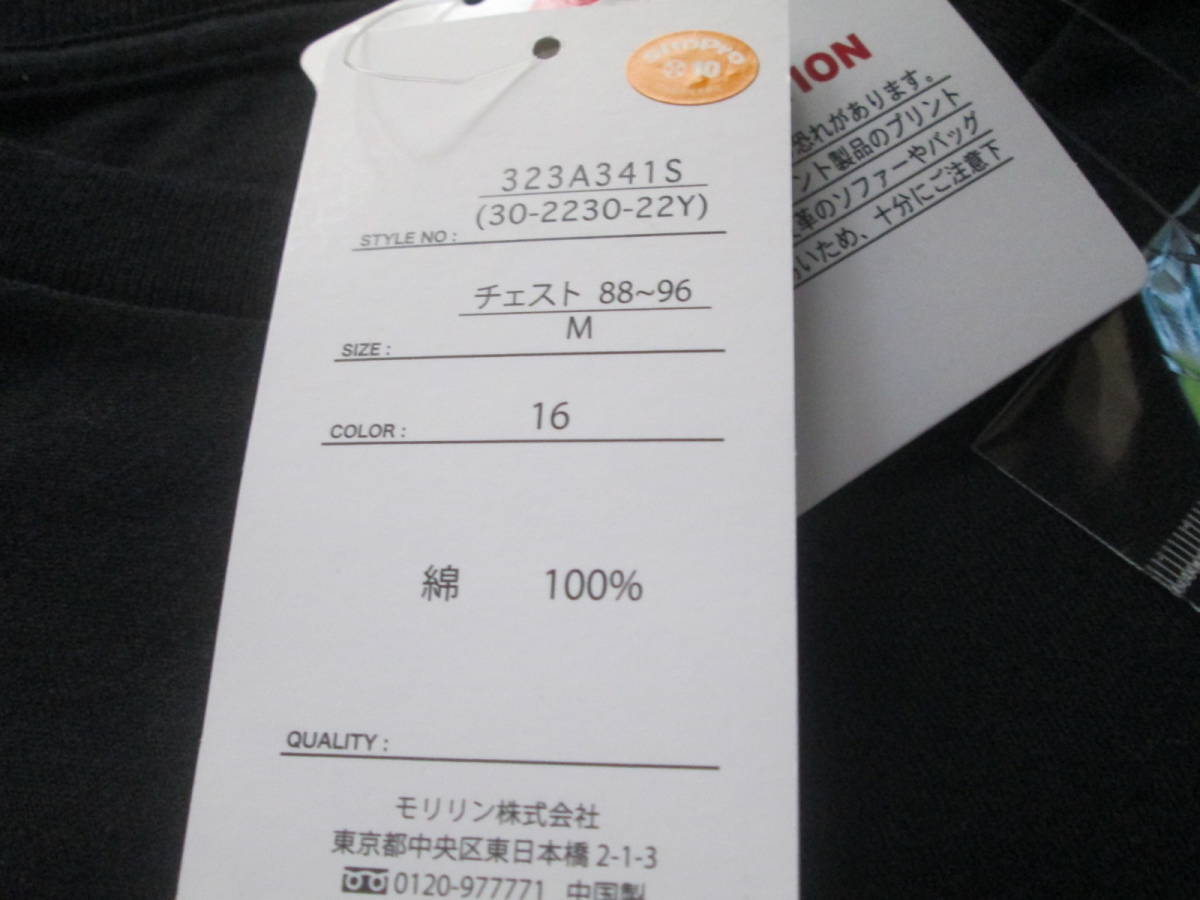 323A341S
(30-2230-22Y)
STYLE NO :
チェスト 88~96
M
SIZE :
16
COLOR :
綿 100%
QUALITY :
モリリン株式会社
東京都中央区東日本橋 2-1-3
0120-977771 中国製
ION
恐れがあります。
ント製品のプリント
革のソファーやバッグ
いため、十分にご注意下
10